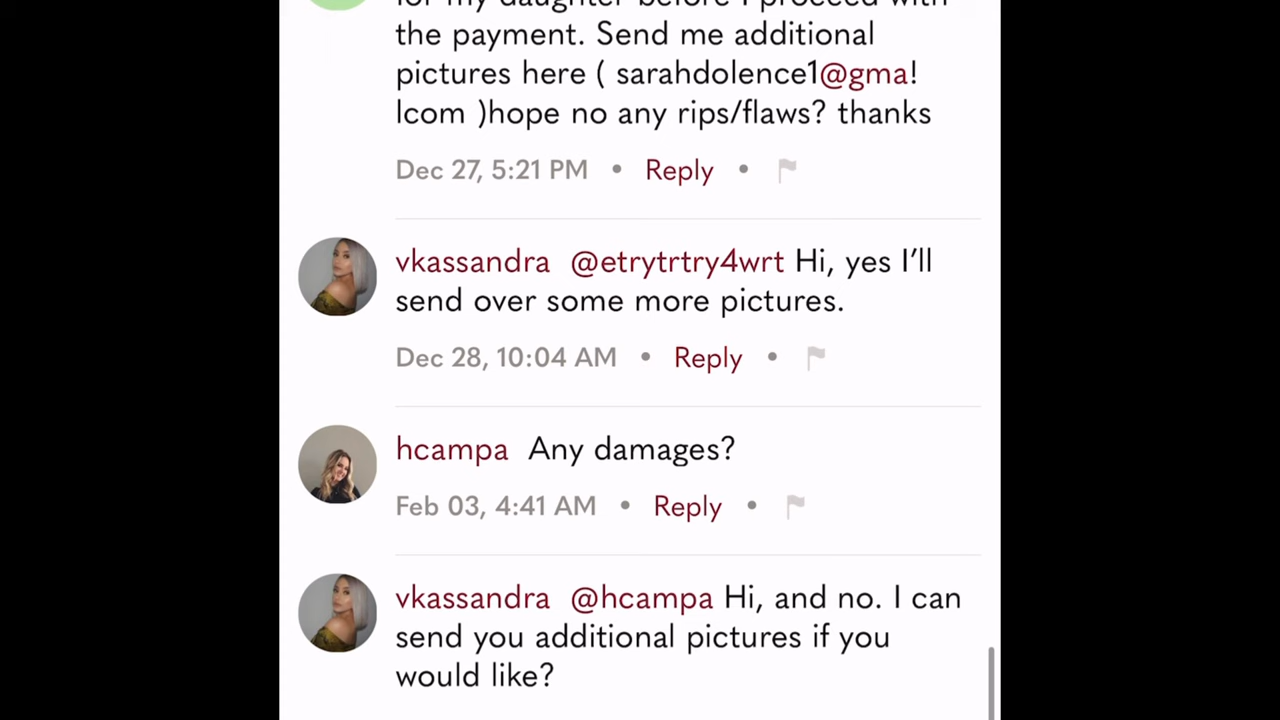 for my daughter before I proceed with
the payment. Send me additional
pictures here ( sarahdolence1@gma!
lcom )hope no any rips/flaws? thanks
Dec 27, 5:21 PM • Reply •
vkassandra @etrytrtry4wrt Hi, yes I’ll
send over some more pictures.
Dec 28, 10:04 AM • Reply •
hcampa Any damages?
Feb 03, 4:41 AM • Reply •
vkassandra @hcampa Hi, and no. I can
send you additional pictures if you
would like?